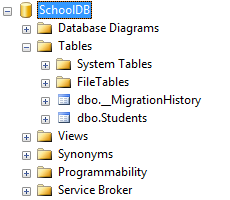 SchoolDB
Database Diagrams
Tables
System Tables
FileTables
dbo.__MigrationHistory
dbo.Students
Views
Synonyms
Programmability
Service Broker